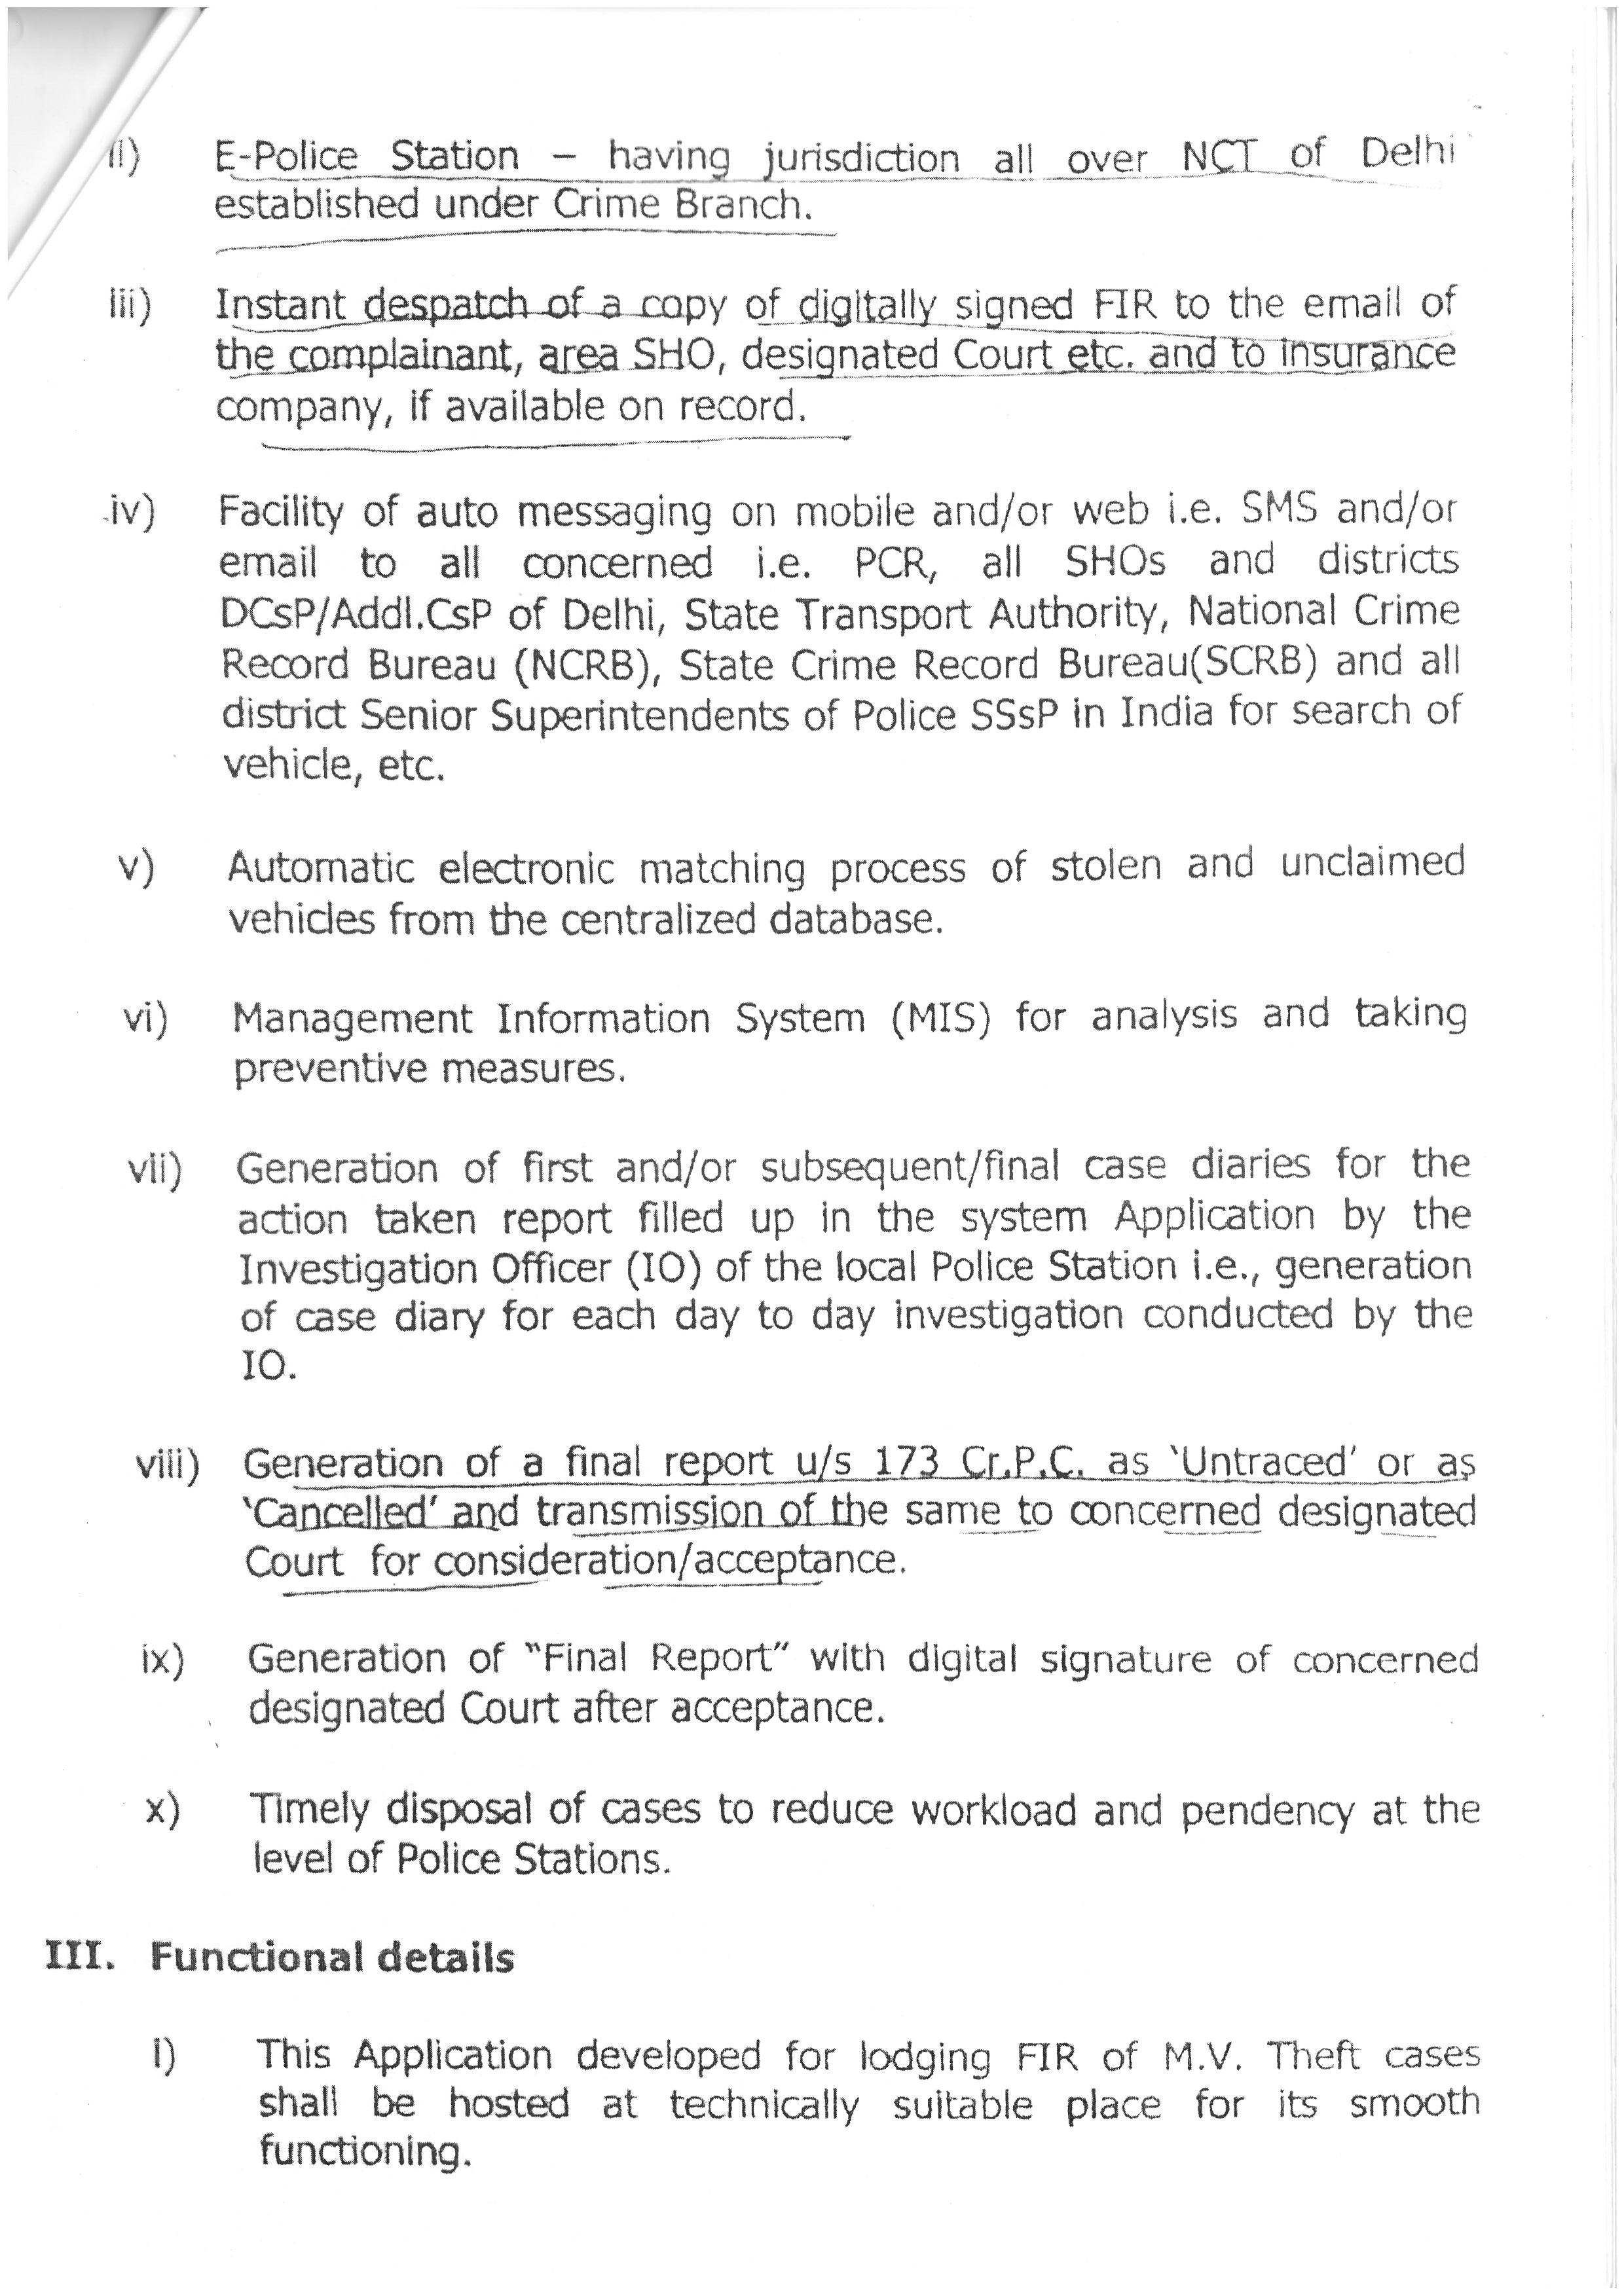 ii) E-Police Station – having jurisdiction all over NCT of Delhi
established under Crime Branch.
iii) Instant despatch of a copy of digitally signed FIR to the email of
the complainant, area SHO, designated Court etc. and to insurance
company, if available on record.
iv) Facility of auto messaging on mobile and/or web i.e. SMS and/or
email to all concerned i.e. PCR, all SHOs and districts
DCsP/Addl.CsP of Delhi, State Transport Authority, National Crime
Record Bureau (NCRB), State Crime Record Bureau(SCRB) and all
district Senior Superintendents of Police SSsP in India for search of
vehicle, etc.
v) Automatic electronic matching process of stolen and unclaimed
vehicles from the centralized database.
vi) Management Information System (MIS) for analysis and taking
preventive measures.
vii) Generation of first and/or subsequent/final case diaries for the
action taken report filled up in the system Application by the
Investigation Officer (IO) of the local Police Station i.e., generation
of case diary for each day to day investigation conducted by the
IO.
viii) Generation of a final report u/s 173 Cr.P.C. as ‘Untraced’ or as
‘Cancelled’ and transmission of the same to concerned designated
Court for consideration/acceptance.
ix) Generation of “Final Report” with digital signature of concerned
designated Court after acceptance.
x) Timely disposal of cases to reduce workload and pendency at the
level of Police Stations.
III. Functional details
i) This Application developed for lodging FIR of M.V. Theft cases
shall be hosted at technically suitable place for its smooth
functioning.